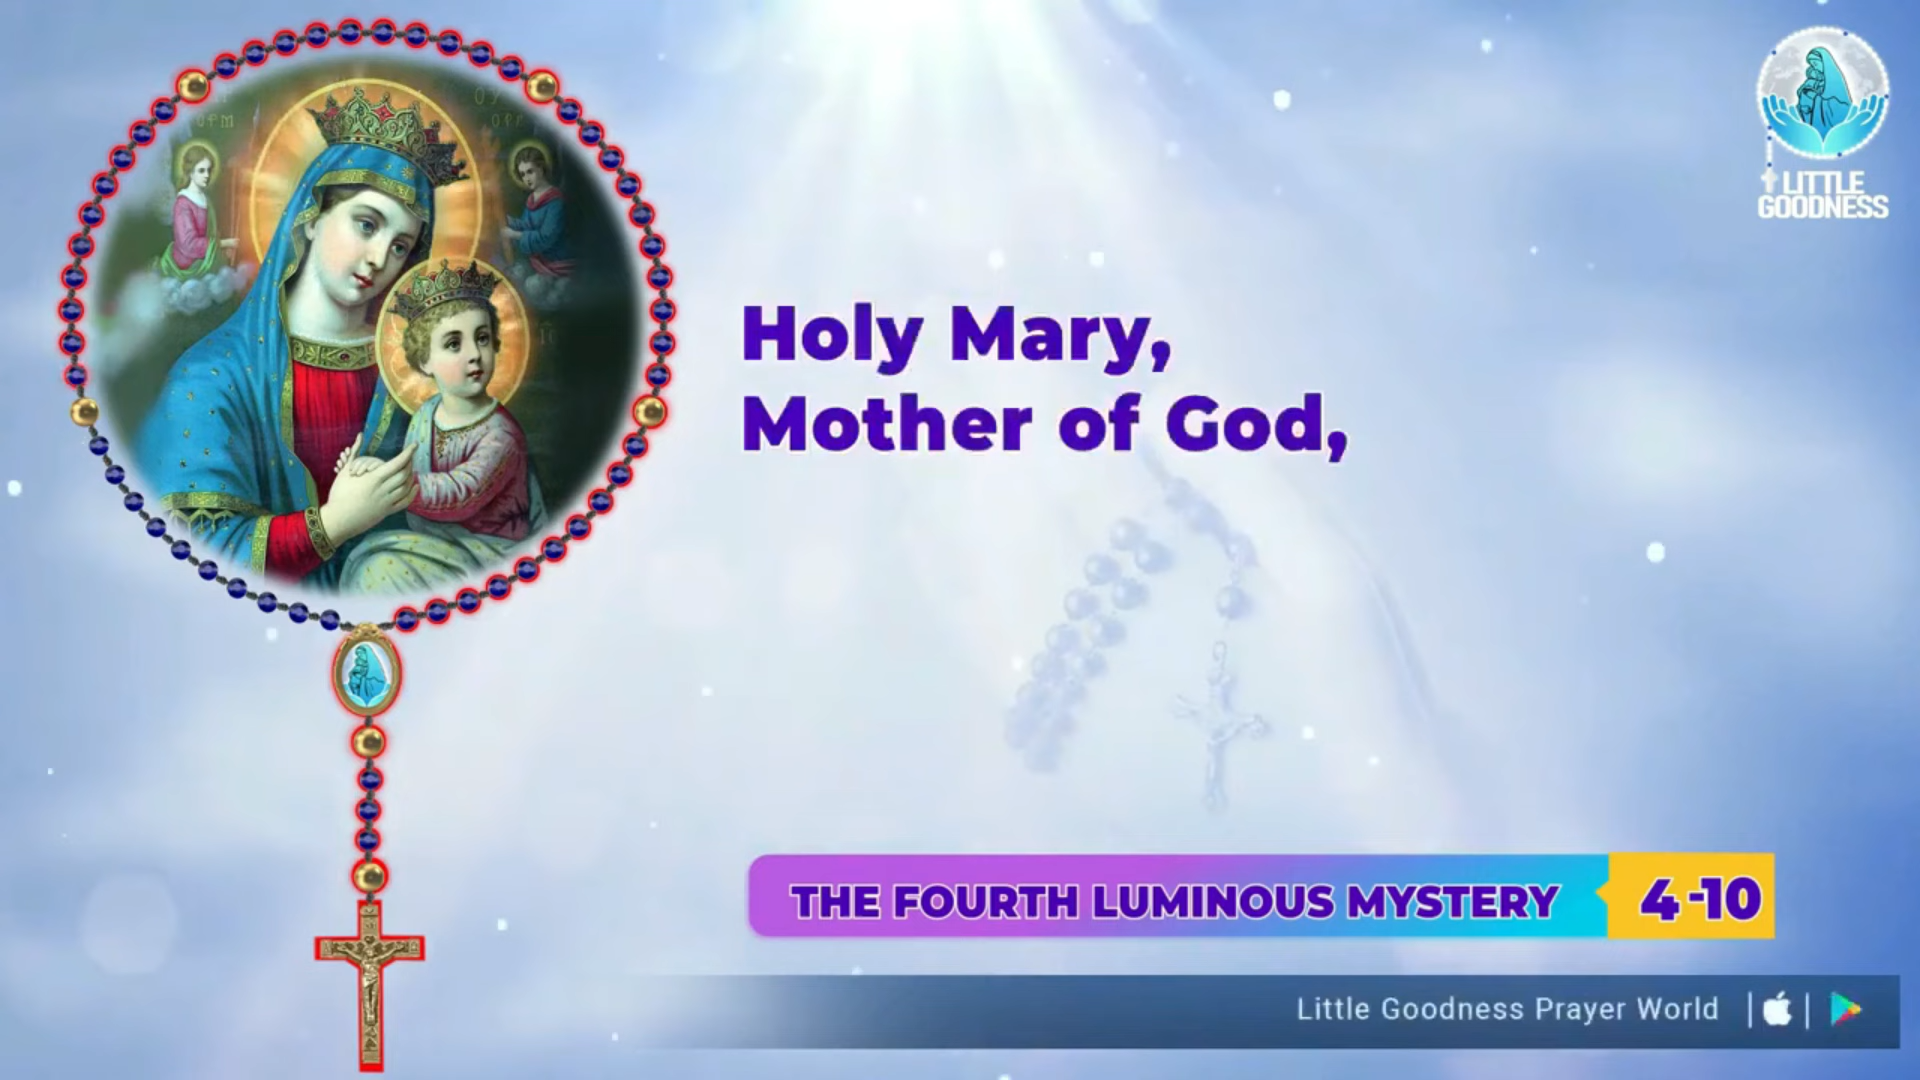 LITTLE
GOODNESS
Holy Mary,
Mother of God,
THE FOURTH LUMINOUS MYSTERY 4-10
Little Goodness Prayer World